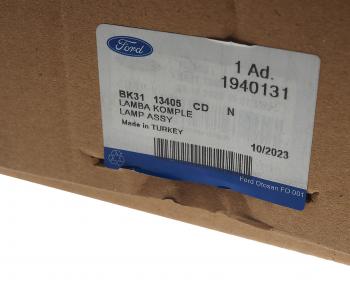 Ford
1 Ad.
1940131
BK31 13405 CD N
LAMBA KOMPLE
LAMP ASSY
Made in TURKEY
10/2023
Ford Otosan FO-001